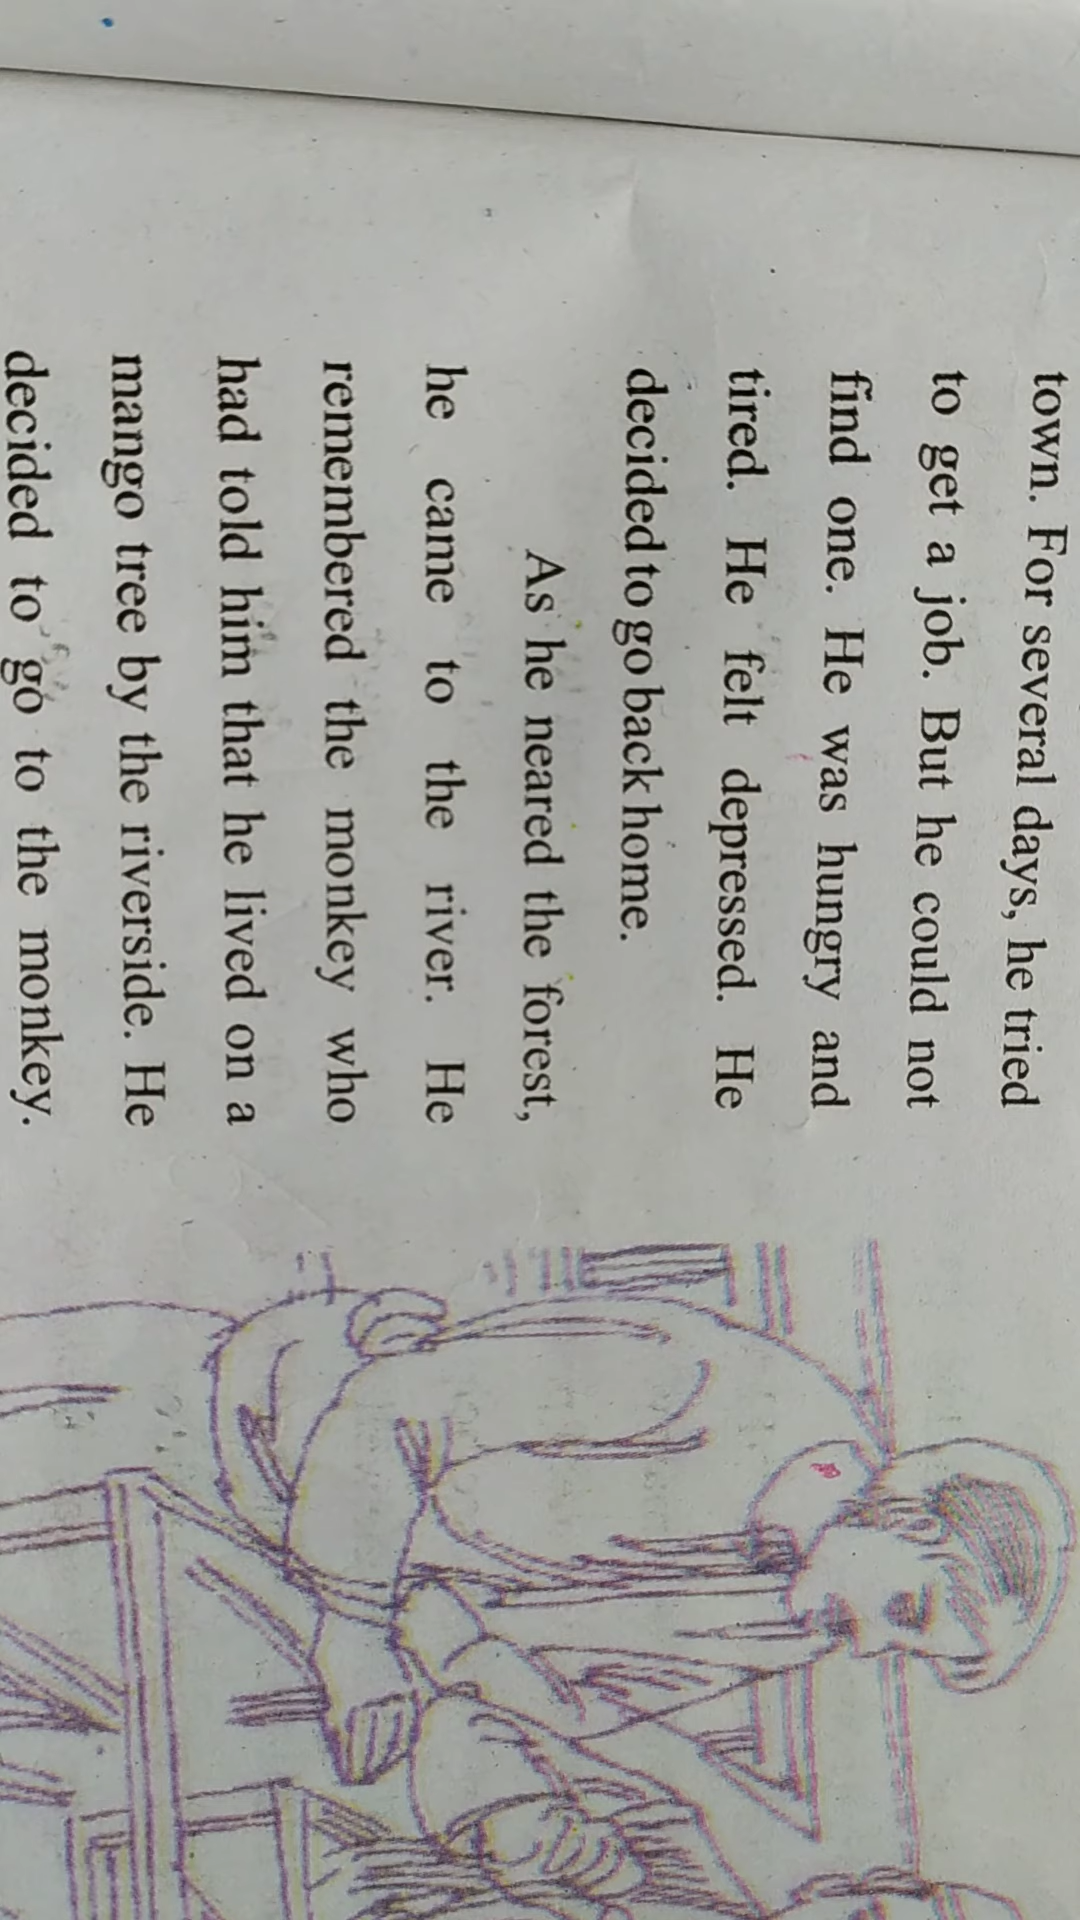 town. For several days, he tried
to get a job. But he could not
find one. He was hungry and
tired. He felt depressed. He
decided to go back home.
As he neared the forest,
he came to the river. He
remembered the monkey who
had told him that he lived on a
mango tree by the riverside. He
decided to go to the monkey.